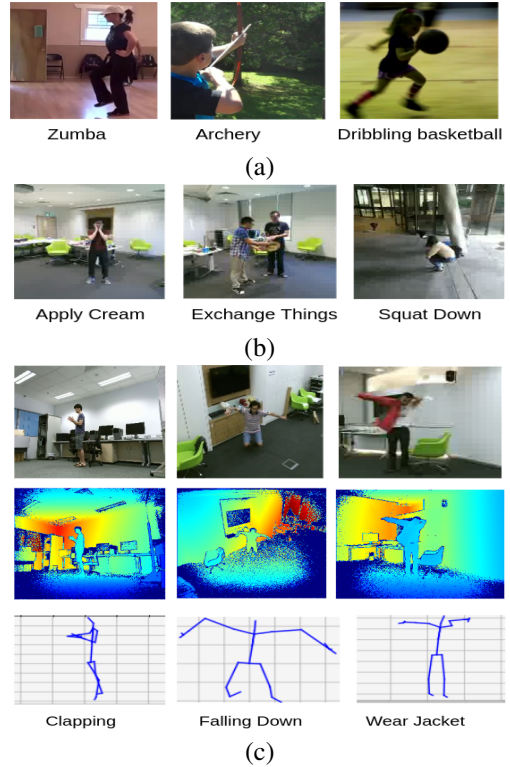 Zumba Archery Dribbling basketball
(a)
Apply Cream Exchange Things Squat Down
(b)
Clapping Falling Down Wear Jacket
(c)